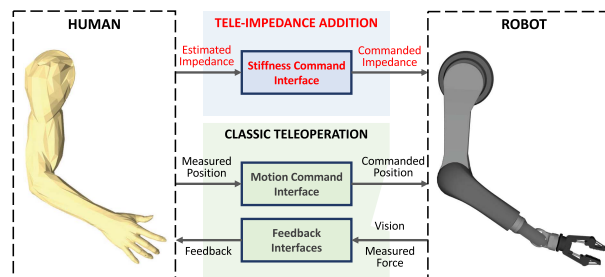 HUMAN
TELE-IMPEDANCE ADDITION
ROBOT
Estimated
Impedance
Stiffness Command
Interface
Commanded
Impedance
CLASSIC TELEOPERATION
Measured
Position
Motion Command
Interface
Commanded
Position
Feedback
Feedback
Interfaces
Vision
Measured
Force